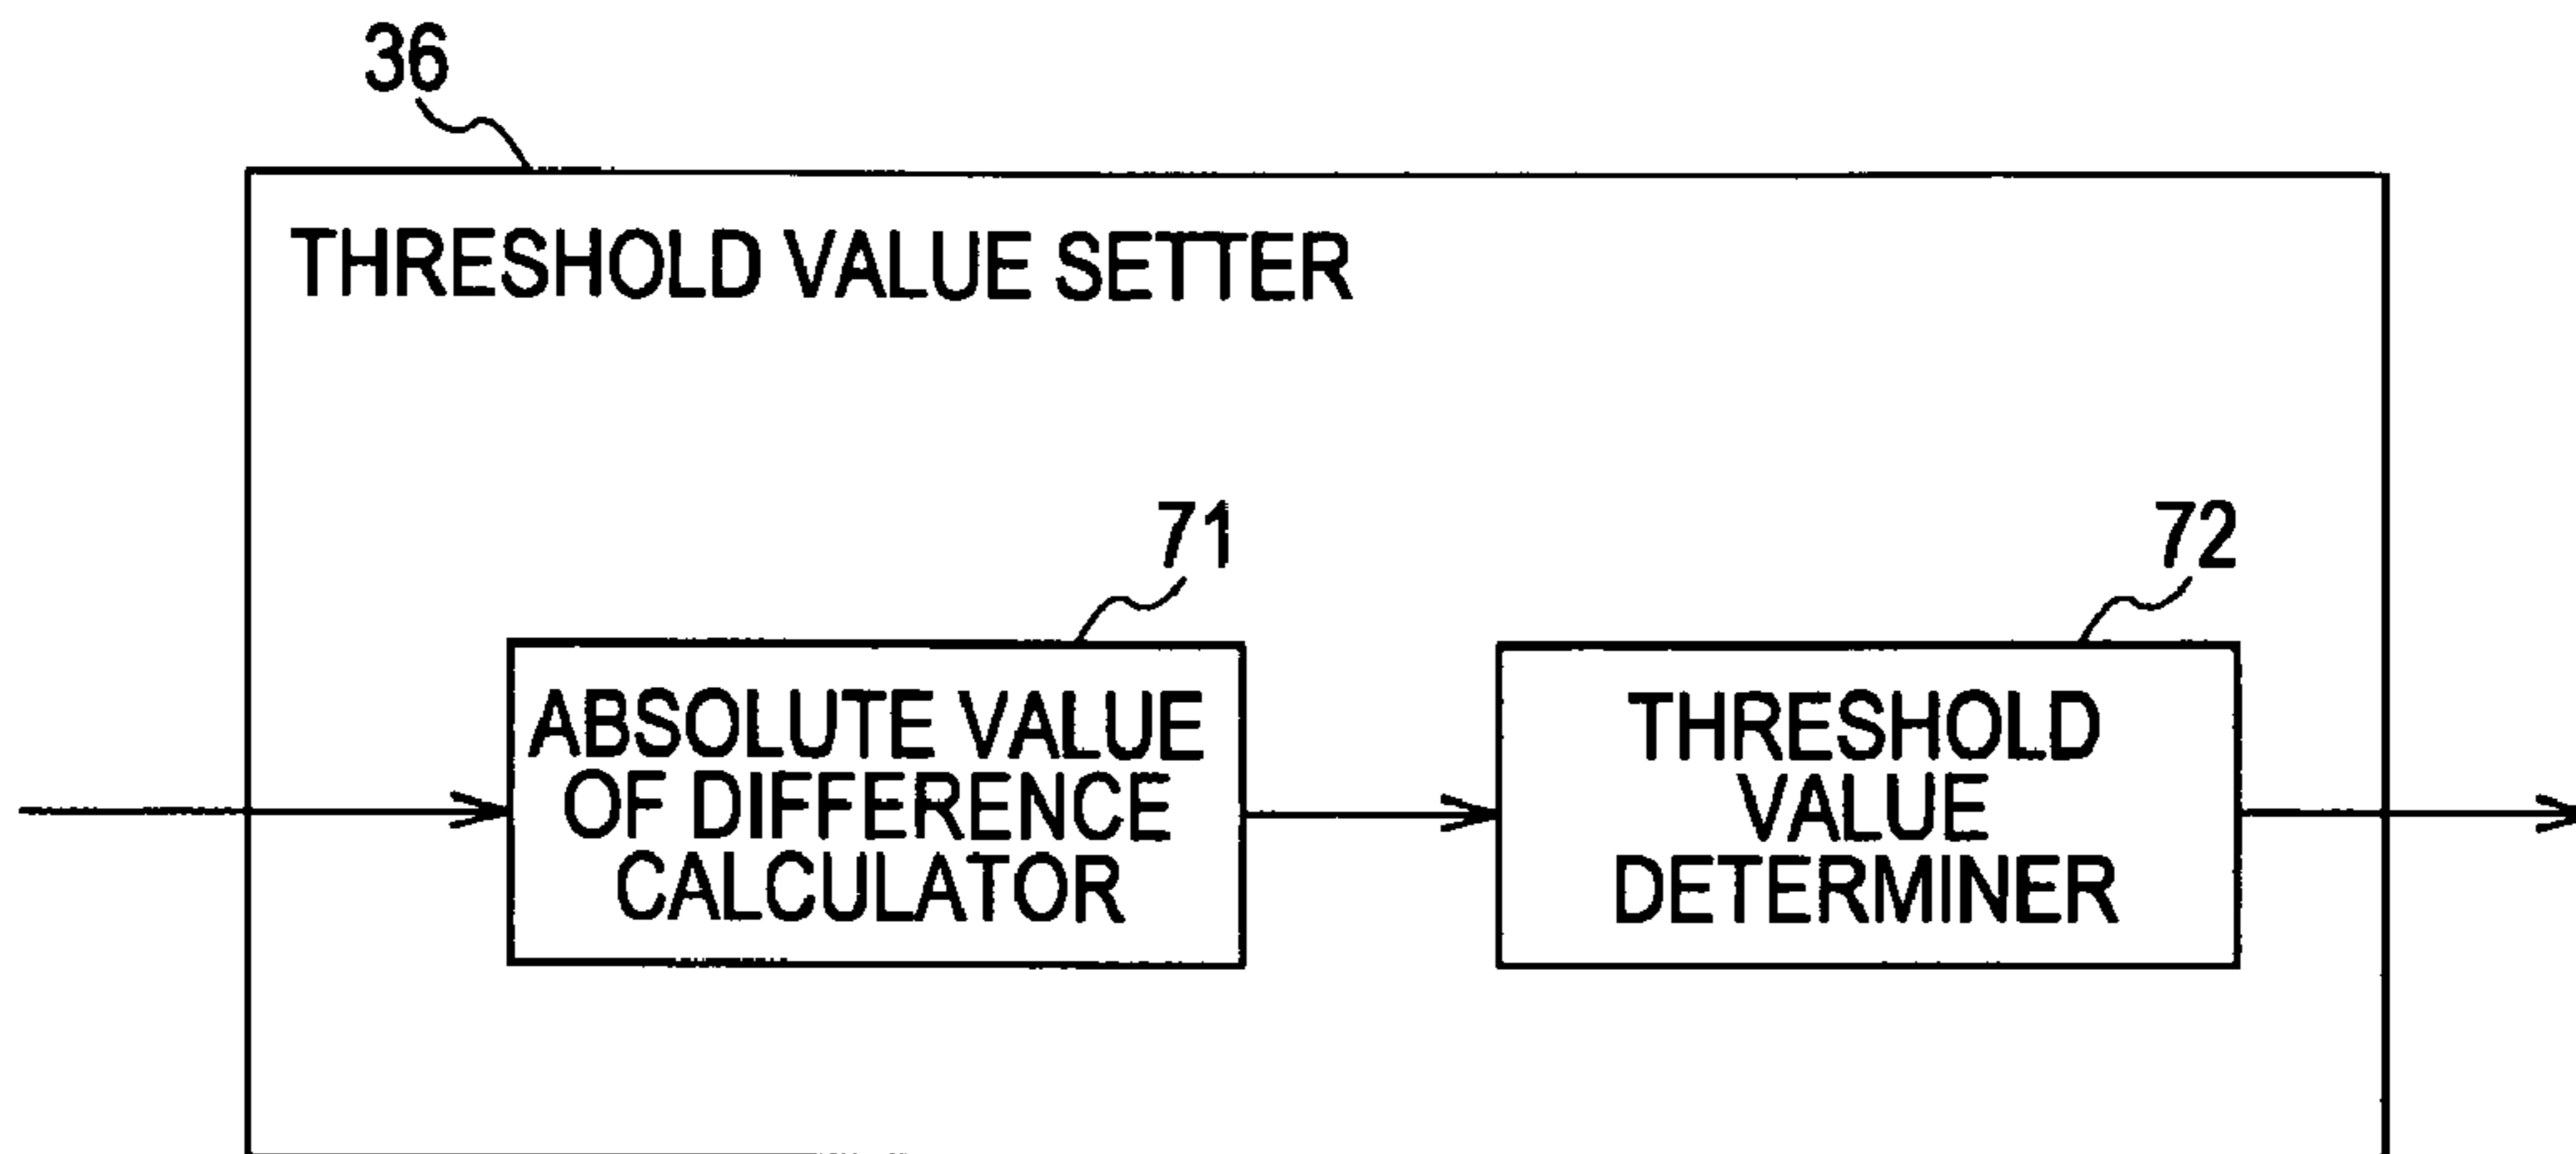 36
THRESHOLD VALUE SETTER
71
72
ABSOLUTE VALUE
OF DIFFERENCE
CALCULATOR
THRESHOLD
VALUE
DETERMINER